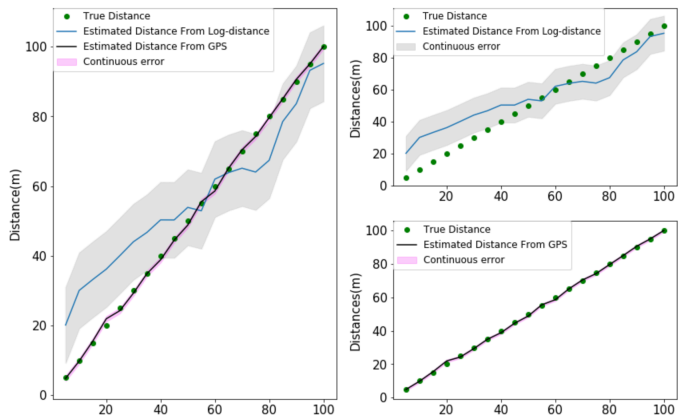 True Distance
Estimated Distance From Log-distance
Estimated Distance From GPS
Continuous error
100
80
60
40
20
0
Distance(m)
20 40 60 80 100
True Distance
Estimated Distance From Log-distance
Continuous error
100
80
60
40
20
0
Distances(m)
20 40 60 80 100
True Distance
Estimated Distance From GPS
Continuous error
100
80
60
40
20
0
Distances(m)
20 40 60 80 100